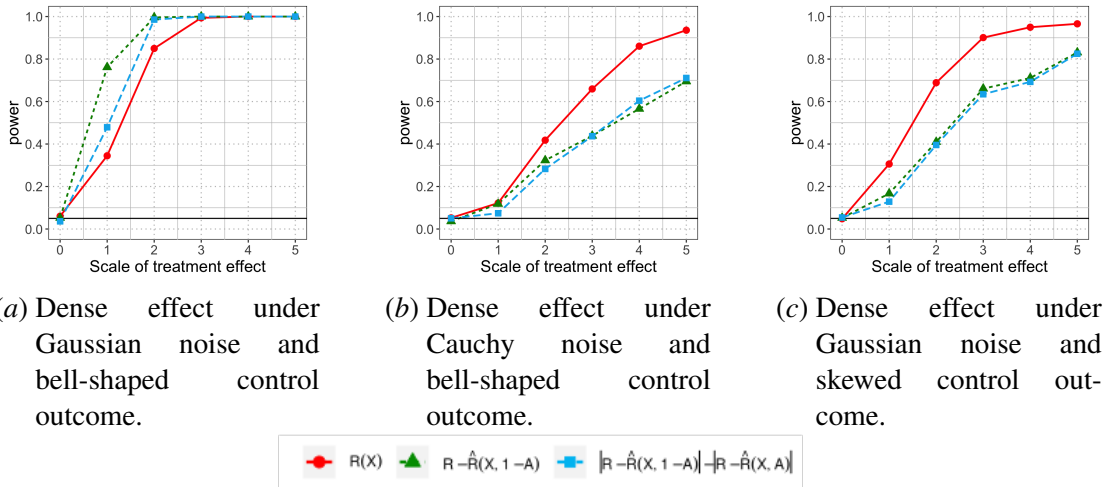 1.0
0.8
0.6
0.4
0.2
0.0
power
0 1 2 3 4 5
Scale of treatment effect
1.0
0.8
0.6
0.4
0.2
0.0
power
0 1 2 3 4 5
Scale of treatment effect
1.0
0.8
0.6
0.4
0.2
0.0
power
0 1 2 3 4 5
Scale of treatment effect
(a) Dense effect under
Gaussian noise and
bell-shaped control
outcome.
(b) Dense effect under
Cauchy noise and
bell-shaped control
outcome.
(c) Dense effect under
Gaussian noise and
skewed control out-
come.
R(X) R −R̂(X, 1 −A) |R −R̂(X, 1 −A)|−|R −R̂(X, A)|